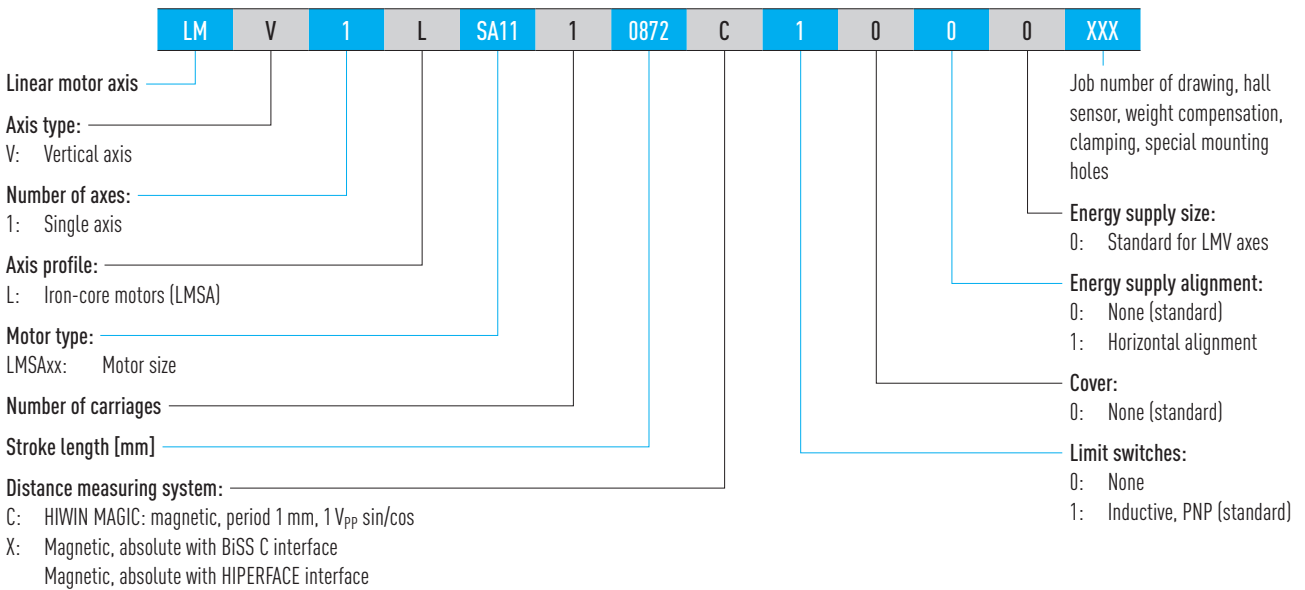 LM V 1 L SA11 1 0872 C 1 0 0 0 XXX
Linear motor axis
Axis type:
V: Vertical axis
Number of axes:
1: Single axis
Axis profile:
L: Iron-core motors (LMSA)
Motor type:
LMSAxx: Motor size
Number of carriages
Stroke length [mm]
Distance measuring system:
C: HIWIN MAGIC: magnetic, period 1 mm, 1 VPP sin/cos
X: Magnetic, absolute with BiSS C interface
Magnetic, absolute with HIPERFACE interface
Job number of drawing, hall
sensor, weight compensation,
clamping, special mounting
holes
Energy supply size:
0: Standard for LMV axes
Energy supply alignment:
0: None (standard)
1: Horizontal alignment
Cover:
0: None (standard)
Limit switches:
0: None
1: Inductive, PNP (standard)